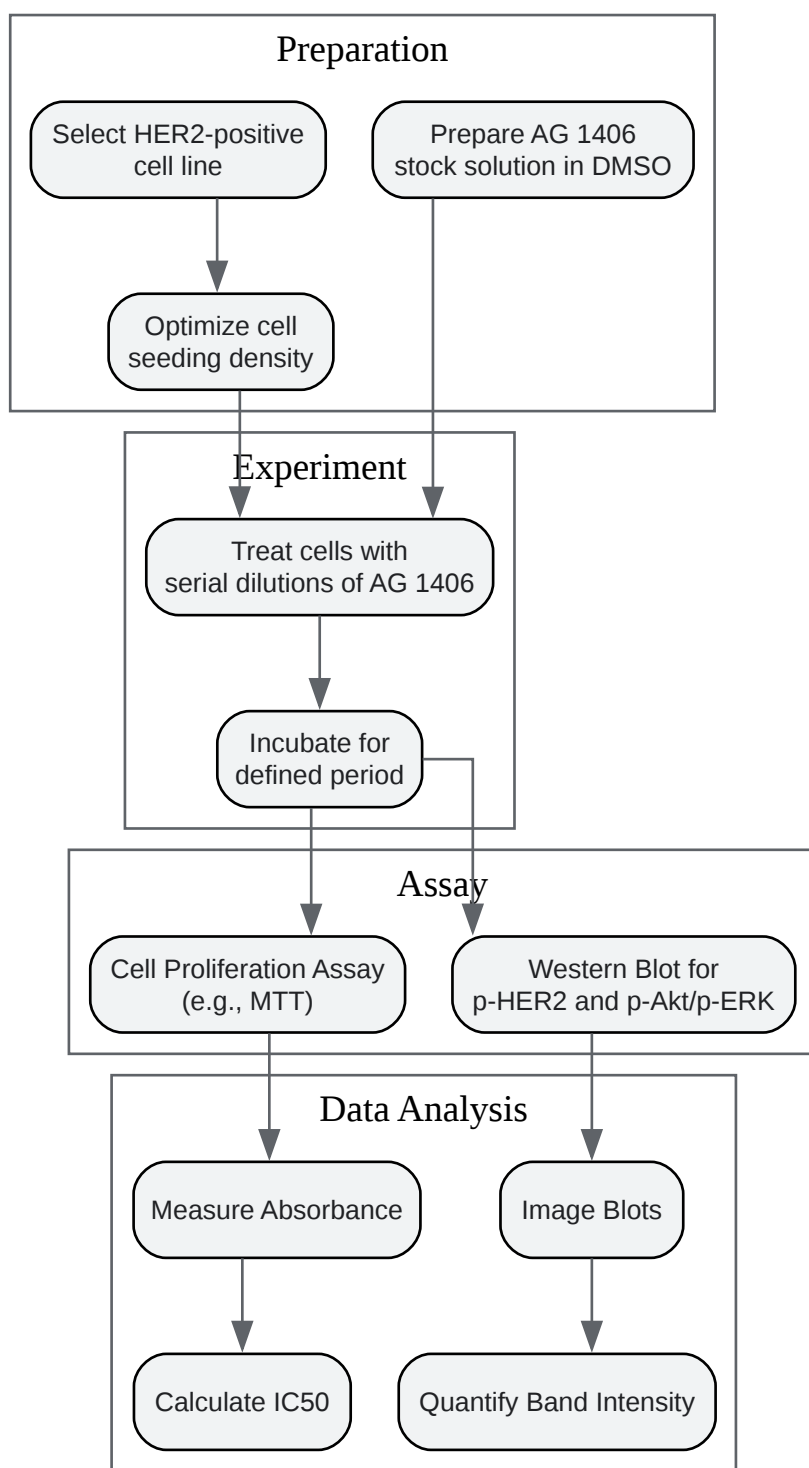 Preparation
Select HER2-positive
cell line
Prepare AG 1406
stock solution in DMSO
Optimize cell
seeding density
Experiment
Treat cells with
serial dilutions of AG 1406
Incubate for
defined period
Assay
Cell Proliferation Assay
(e.g., MTT)
Western Blot for
p-HER2 and p-Akt/p-ERK
Data Analysis
Measure Absorbance
Image Blots
Calculate IC50
Quantify Band Intensity